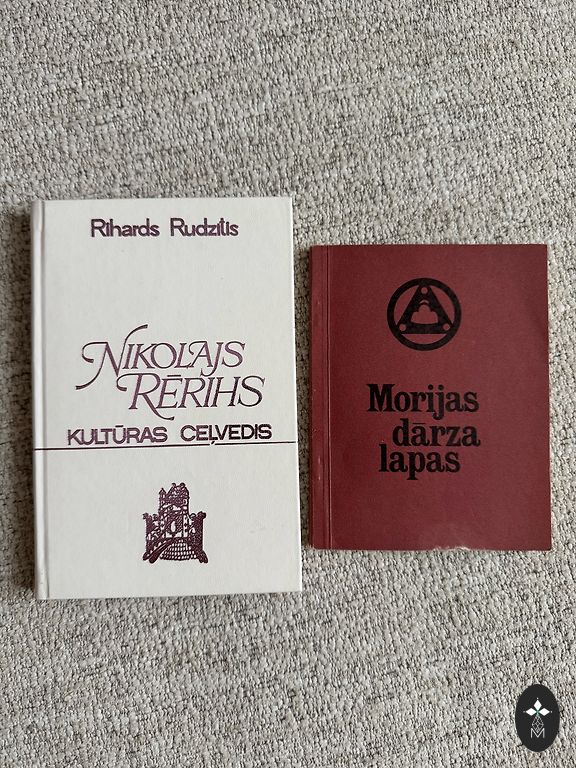 Rihards Rudzītis
NIKOLAJS
RĒRIHS
KULTŪRAS CEĻVEDIS
Morijas
dārza
lapas
M